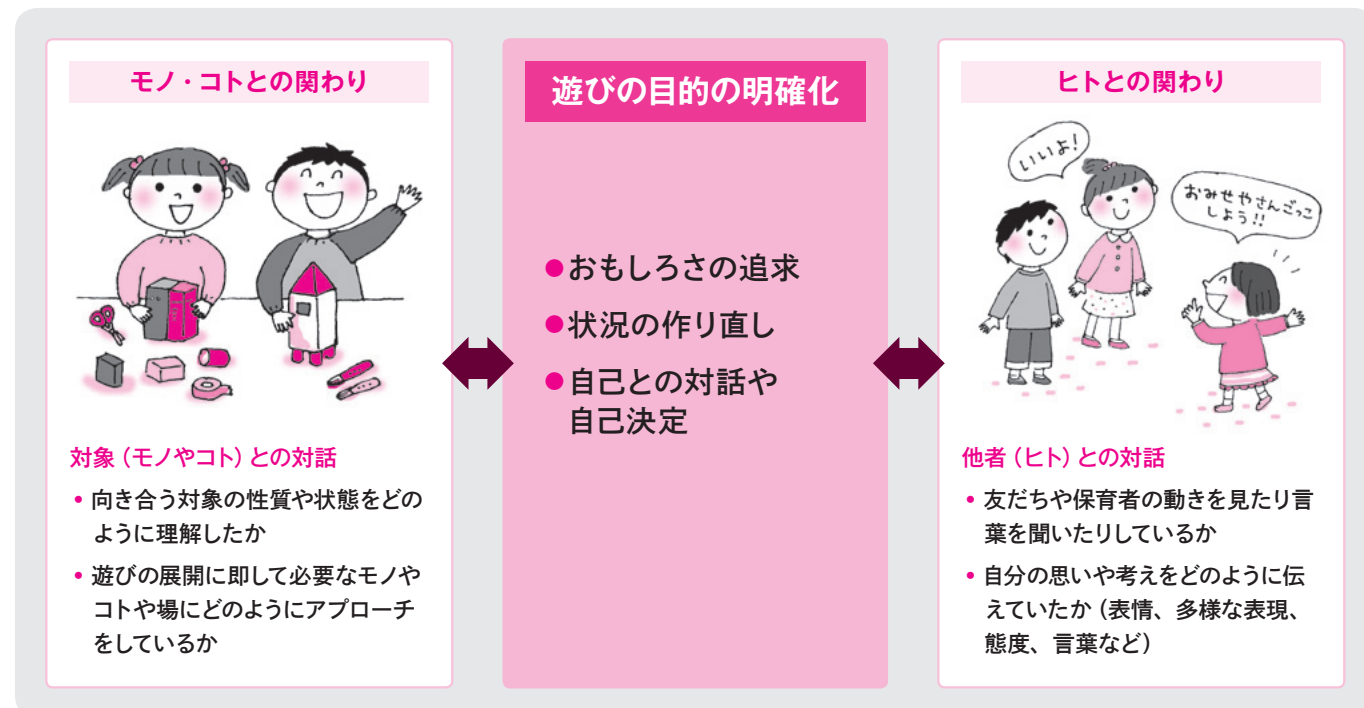 モノ・コトとの関わり
対象（モノやコト）との対話
• 向き合う対象の性質や状態をどの
ように理解したか
• 遊びの展開に即して必要なモノや
コトや場にどのようにアプローチ
をしているか
遊びの目的の明確化
●おもしろさの追求
●状況の作り直し
●自己との対話や
自己決定
ヒトとの関わり
いいよ!
おみせやさんごっこ
しよう!!
他者（ヒト）との対話
• 友だちや保育者の動きを見たり言
葉を聞いたりしているか
• 自分の思いや考えをどのように伝
えていたか（表情、多様な表現、
態度、言葉など）